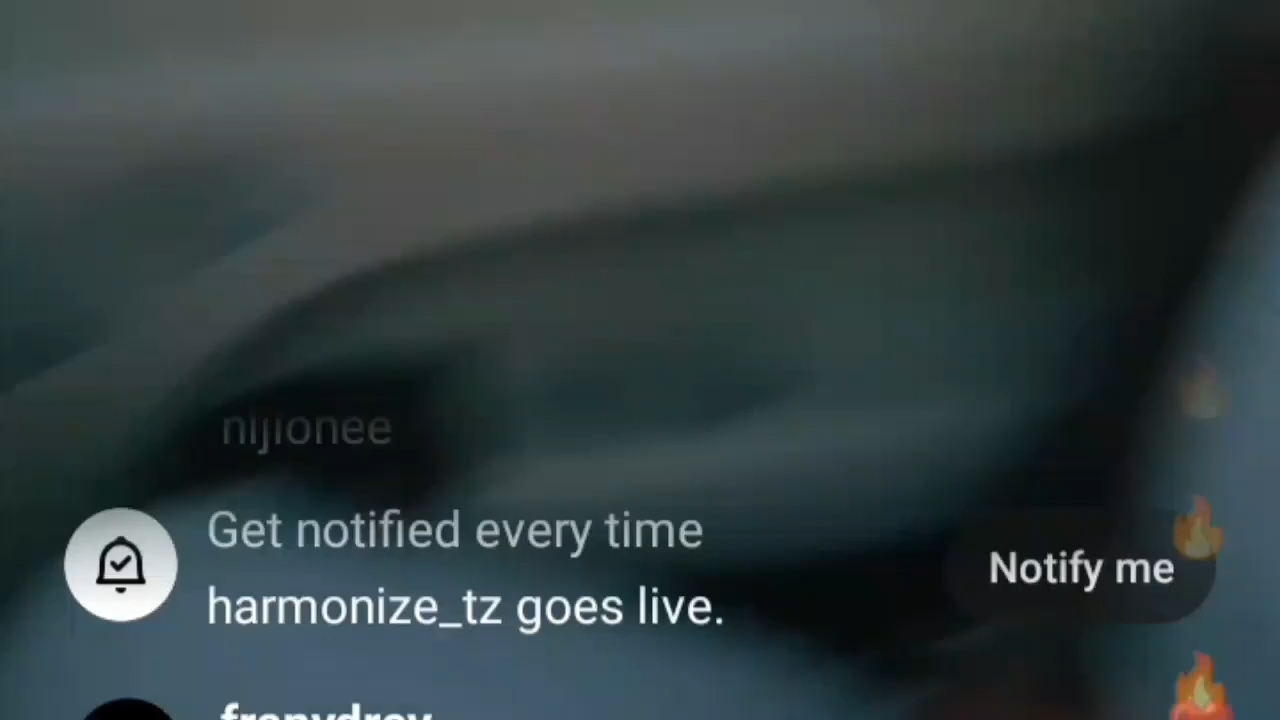 nijionee
Get notified every time
harmonize_tz goes live.
Notify me